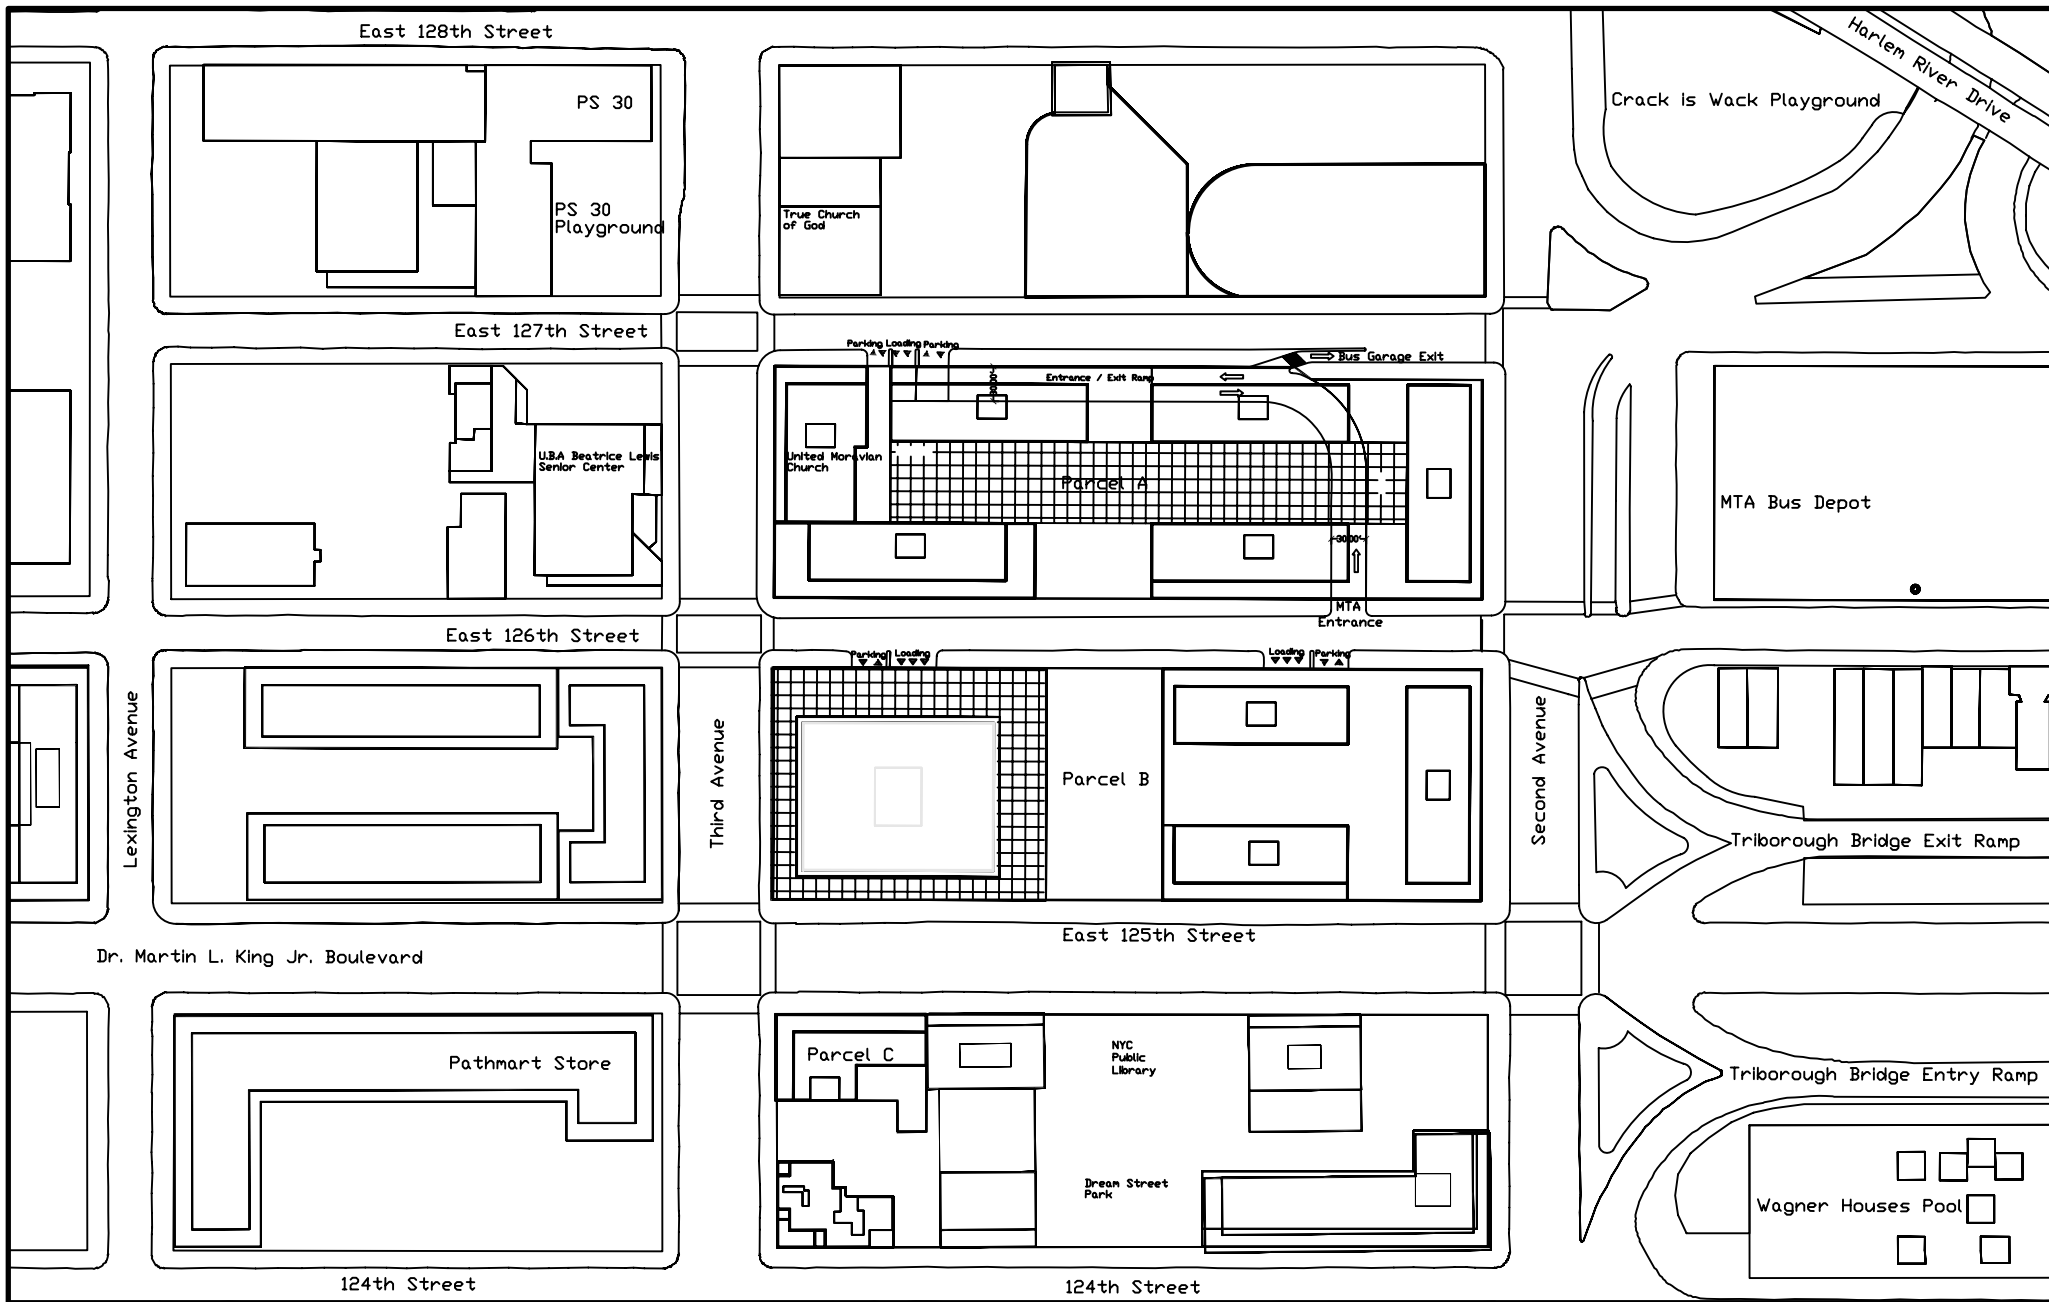 East 128th Street
Harlem River Drive
PS 30
Crack is Wack Playground
PS 30
Playground
True Church
of God
East 127th Street
Parking
Loading
Parking
Bus Garage Exit
Entrance / Exit Ramp
30.00'
U.B.A Beatrice Lewis
Senior Center
United Moravian
Church
Parcel A
MTA Bus Depot
30.00'
MTA
Entrance
East 126th Street
Parking
Loading
Loading
Parking
Lexington Avenue
Third Avenue
Parcel B
Second Avenue
Triborough Bridge Exit Ramp
East 125th Street
Dr. Martin L. King Jr. Boulevard
Pathmart Store
Parcel C
NYC
Public
Library
Triborough Bridge Entry Ramp
Dream Street
Park
Wagner Houses Pool
124th Street
124th Street